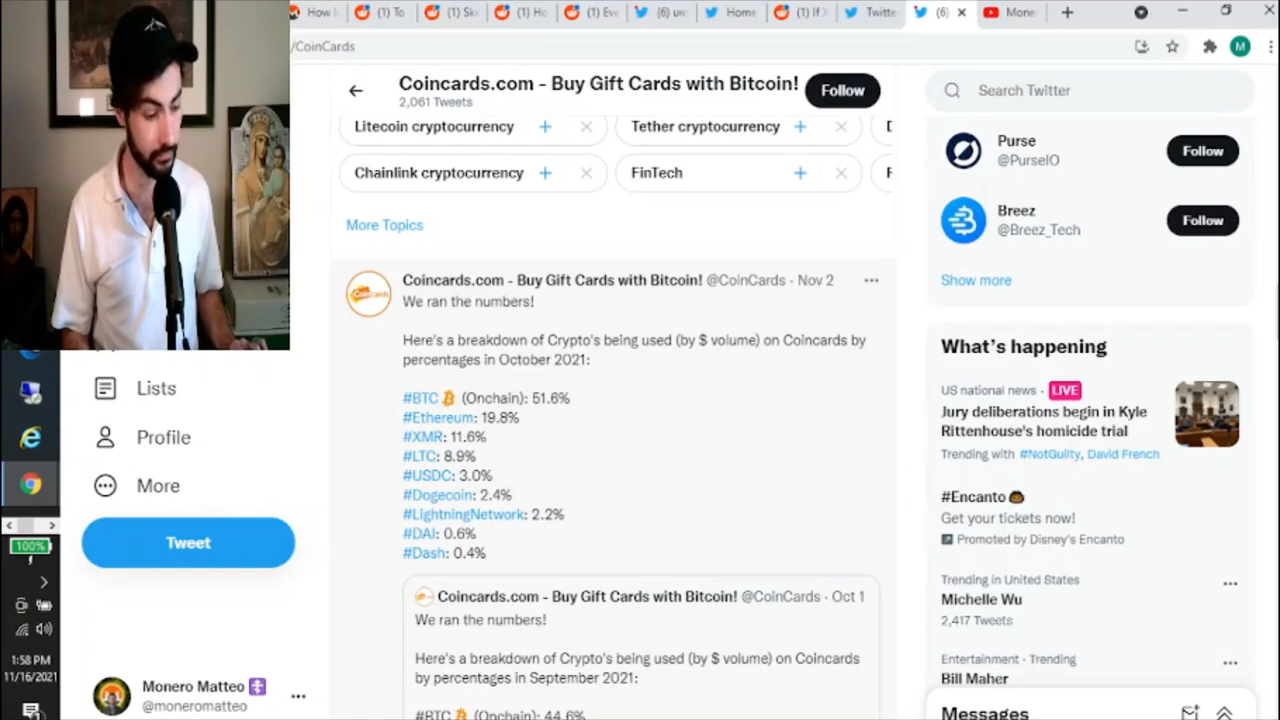 How
(1) To
(1) Sk
(1) Ho
(1) Ev
(6) un
Home
(1) If
Twitte
(6)
Mone
/CoinCards
M
Coincards.com - Buy Gift Cards with Bitcoin!
2,061 Tweets
Follow
Search Twitter
Litecoin cryptocurrency
Tether cryptocurrency
Chainlink cryptocurrency
FinTech
More Topics
Purse
@PurseIO
Follow
Breez
@Breez_Tech
Follow
Show more
Coincards.com - Buy Gift Cards with Bitcoin! @CoinCards · Nov 2
We ran the numbers!
Here's a breakdown of Crypto's being used (by $ volume) on Coincards by
percentages in October 2021:
#BTC (Onchain): 51.6%
#Ethereum: 19.8%
#XMR: 11.6%
#LTC: 8.9%
#USDC: 3.0%
#Dogecoin: 2.4%
#LightningNetwork: 2.2%
#DAI: 0.6%
#Dash: 0.4%
Coincards.com - Buy Gift Cards with Bitcoin! @CoinCards · Oct 1
We ran the numbers!
Here's a breakdown of Crypto's being used (by $ volume) on Coincards
by percentages in September 2021:
#BTC (Onchain): 44.6%
What's happening
US national news · LIVE
Jury deliberations begin in Kyle
Rittenhouse's homicide trial
Trending with #NotGuilty, David French
#Encanto
Get your tickets now!
Promoted by Disney's Encanto
Trending in United States
Michelle Wu
2,417 Tweets
Entertainment · Trending
Bill Maher
Messages
Lists
Profile
More
Tweet
Monero Matteo
@moneromatteo
100%
1:58 PM
11/16/2021